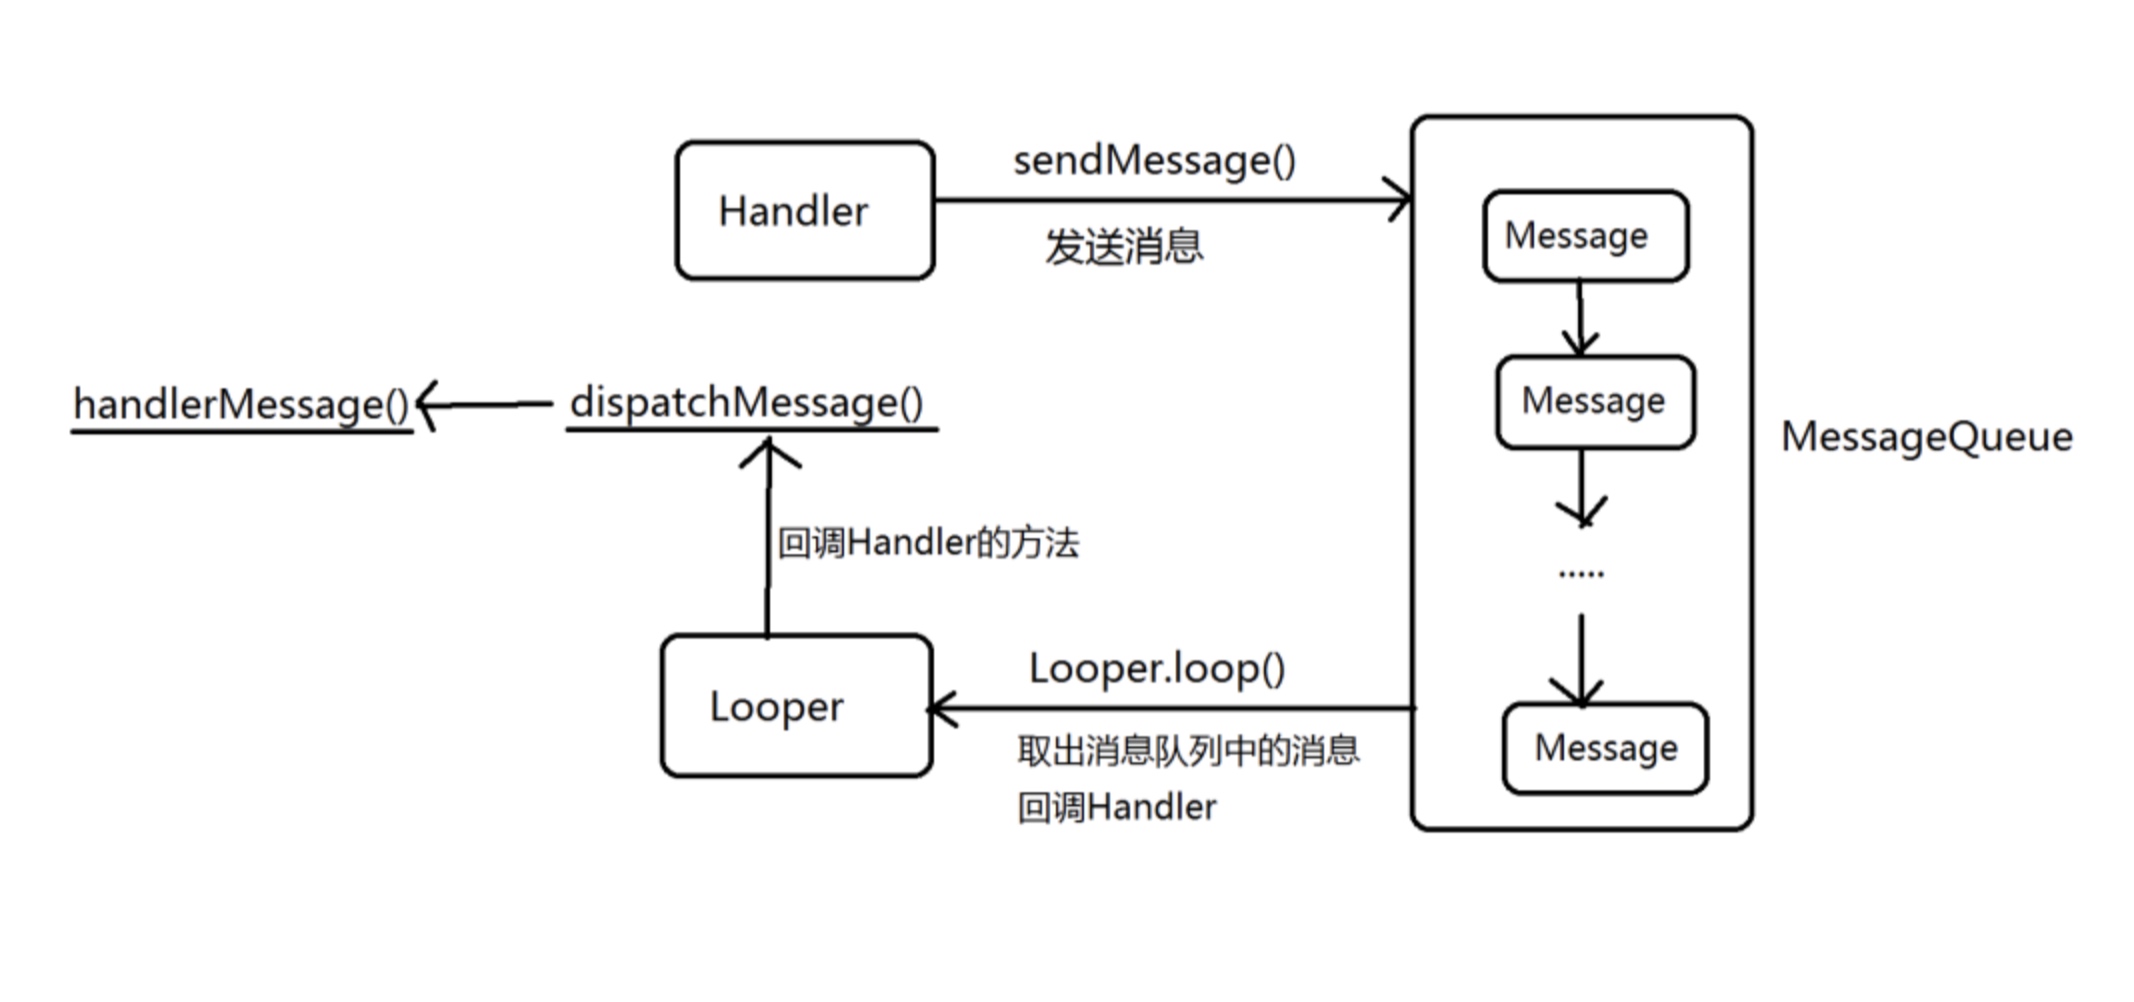 sendMessage()
Handler
发送消息
Message
handlerMessage()
dispatchMessage()
Message
MessageQueue
回调Handler的方法
.....
Looper.loop()
Looper
取出消息队列中的消息
Message
回调Handler